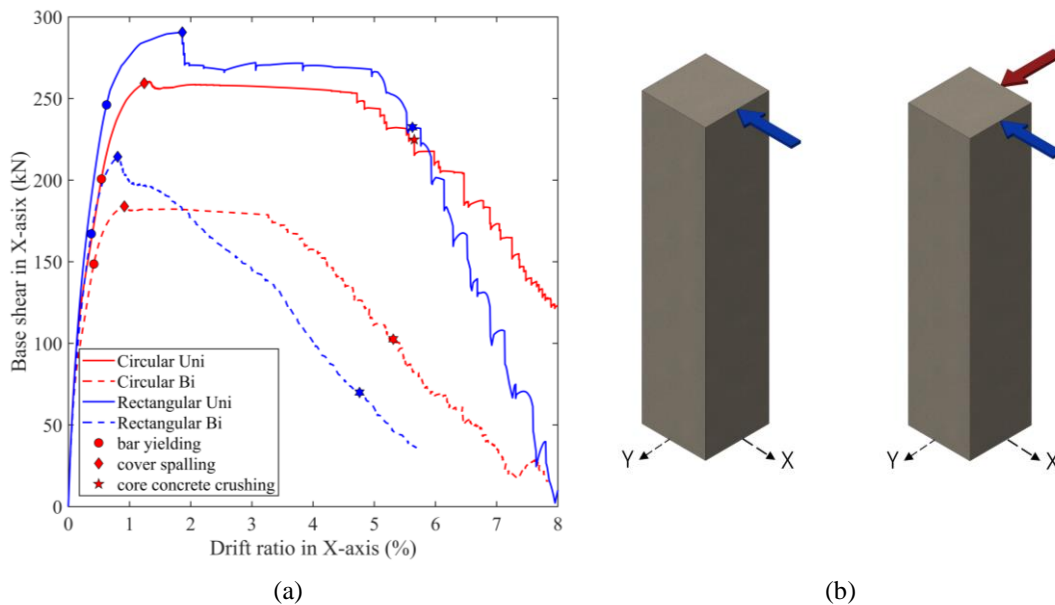 300
250
200
150
100
50
0
Base shear in X-asix (kN)
Circular Uni
Circular Bi
Rectangular Uni
Rectangular Bi
bar yielding
cover spalling
core concrete crushing
0 1 2 3 4 5 6 7 8
Drift ratio in X-axis (%)
Y X Y X
(a) (b)